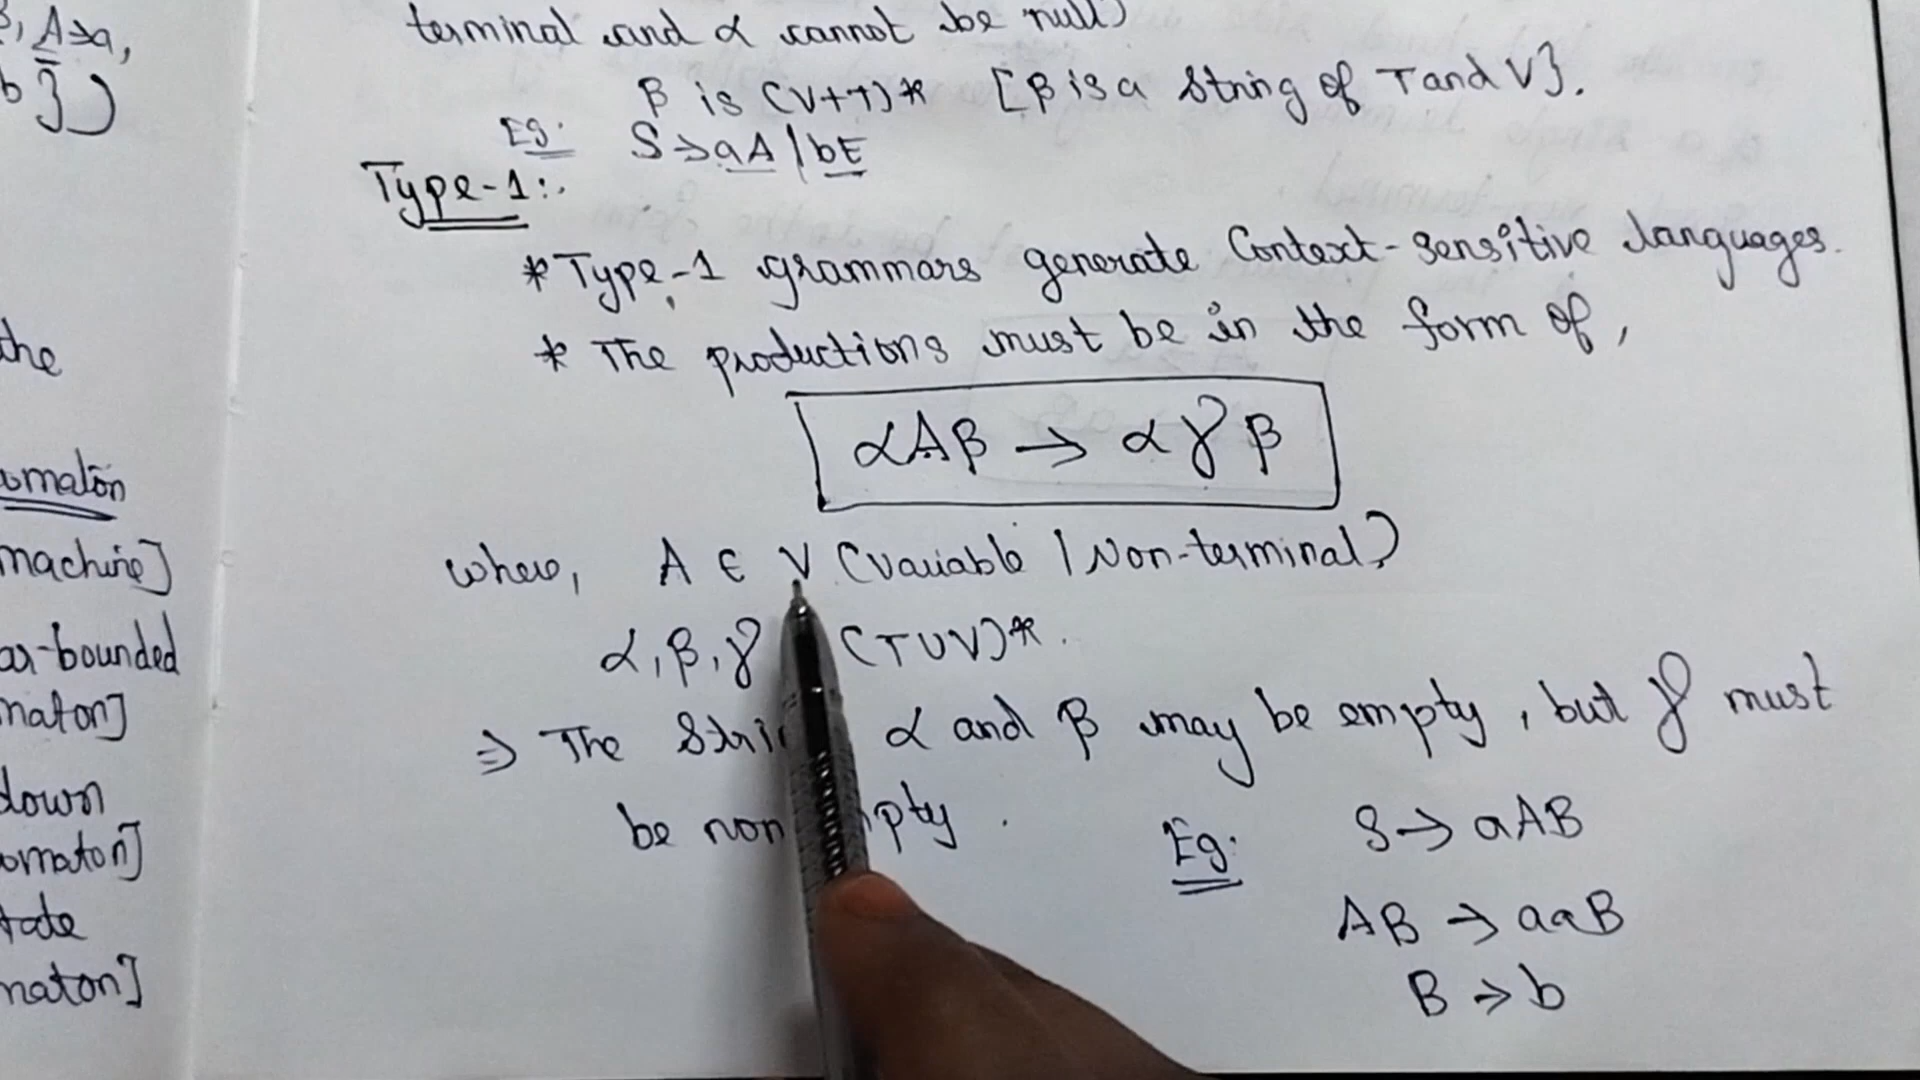 A→a,
b})
the
machine]
down
terminal and α cannot be null)
β is (V+T)* [β is a string of T and V}.
Eg: S→aA|bE
Type-1:.
* Type-1 grammars generate Context-sensitive languages.
* The productions must be in the form of,
αAβ → αγβ
where, A ∈ V (Variable | Non-terminal)
α, β, γ (TUV)*.
⇒ The α and β may be empty, but γ must
be non
Eg: S→ aAB
AB → aaB
B → b